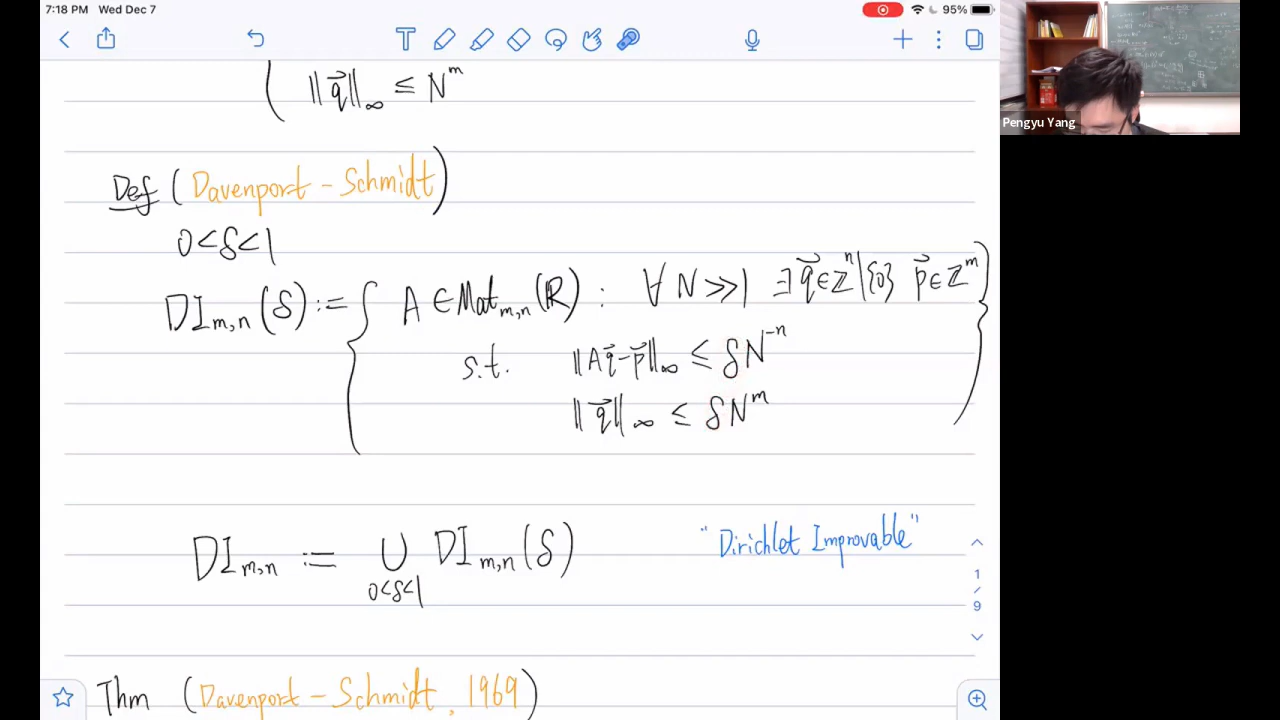 7:18 PM Wed Dec 7
95%
Pengyu Yang
‖q⃗‖_∞ ≤ N^m
Def (Davenport - Schmidt)
0<δ<1
DI_{m,n}(δ) := { A ∈ Mat_{m,n}(ℝ) : ∀ N ≫ 1 ∃ q⃗ ∈ ℤ^n \ {0} p⃗ ∈ ℤ^m }
s.t. ‖Aq⃗-p⃗‖_∞ ≤ δN^{-n}
‖q⃗‖_∞ ≤ δN^m
DI_{m,n} := ∪_{0<δ<1} DI_{m,n}(δ) "Dirichlet Improvable"
1
/
9
Thm (Davenport - Schmidt, 1969)